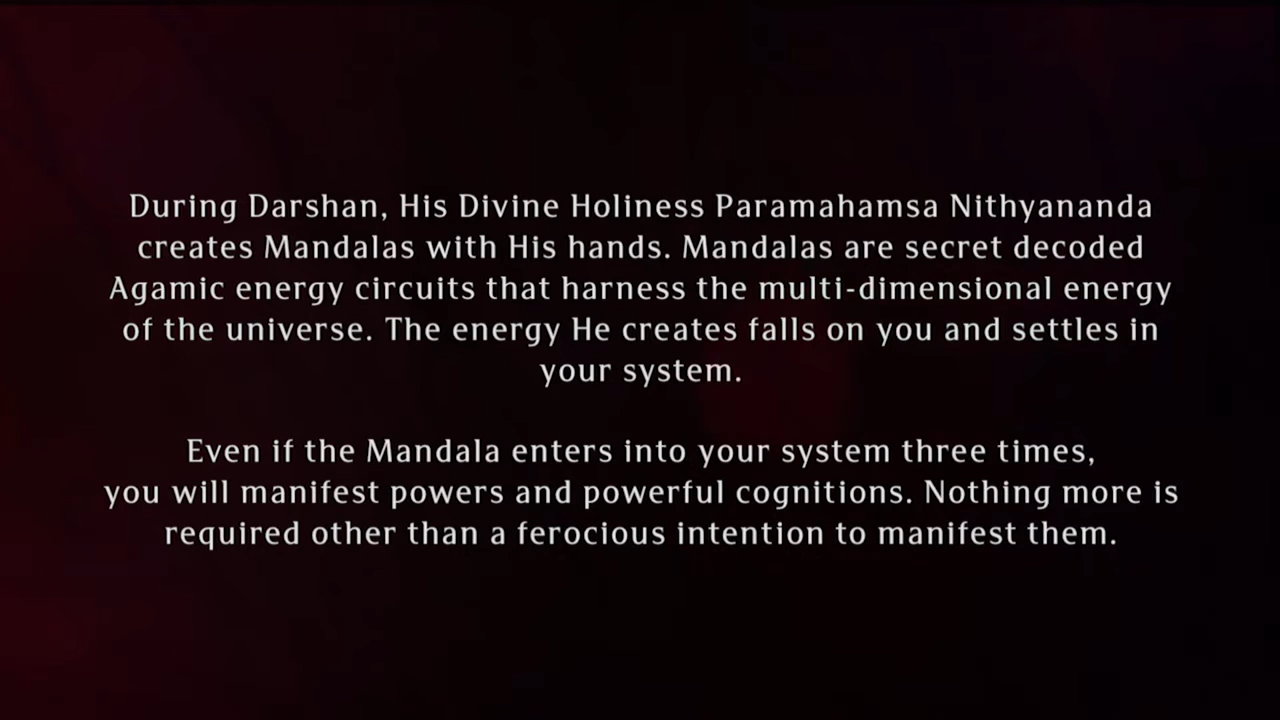 During Darshan, His Divine Holiness Paramahamsa Nithyananda
creates Mandalas with His hands. Mandalas are secret decoded
Agamic energy circuits that harness the multi-dimensional energy
of the universe. The energy He creates falls on you and settles in
your system.
Even if the Mandala enters into your system three times,
you will manifest powers and powerful cognitions. Nothing more is
required other than a ferocious intention to manifest them.